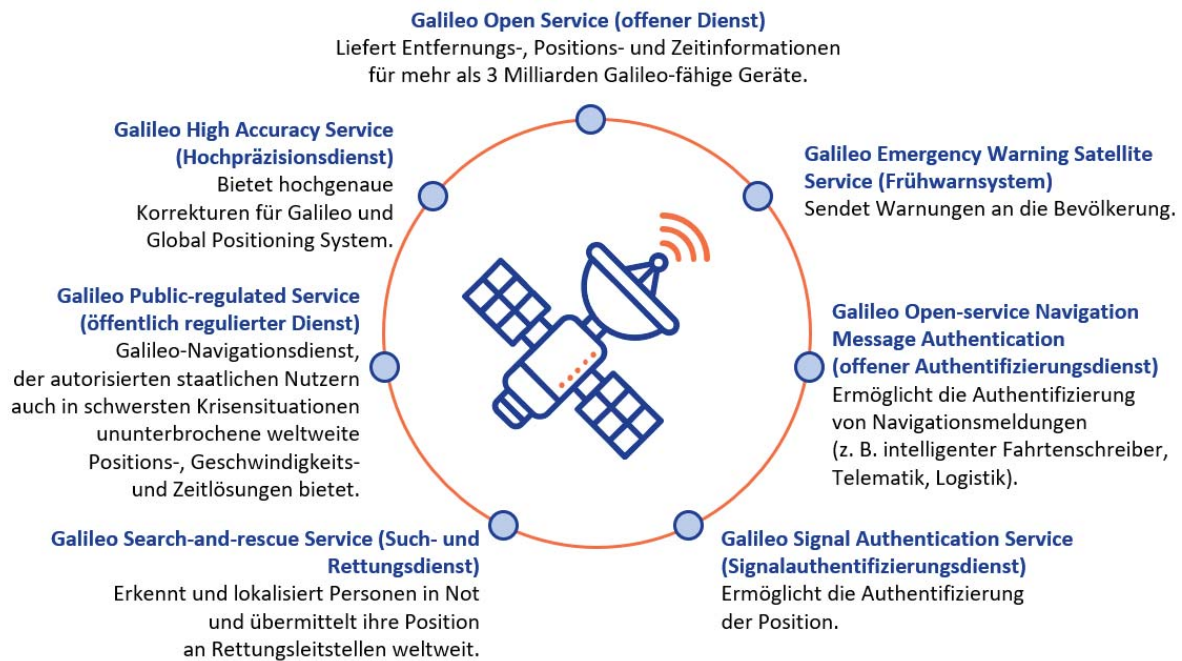 Galileo Open Service (offener Dienst)
Liefert Entfernungs-, Positions- und Zeitinformationen
für mehr als 3 Milliarden Galileo-fähige Geräte.
Galileo High Accuracy Service
(Hochpräzisionsdienst)
Bietet hochgenaue
Korrekturen für Galileo und
Global Positioning System.
Galileo Emergency Warning Satellite
Service (Frühwarnsystem)
Sendet Warnungen an die Bevölkerung.
Galileo Public-regulated Service
(öffentlich regulierter Dienst)
Galileo-Navigationsdienst,
der autorisierten staatlichen Nutzern
auch in schwersten Krisensituationen
ununterbrochene weltweite
Positions-, Geschwindigkeits-
und Zeitlösungen bietet.
Galileo Open-service Navigation
Message Authentication
(offener Authentifizierungsdienst)
Ermöglicht die Authentifizierung
von Navigationsmeldungen
(z. B. intelligenter Fahrtenschreiber,
Telematik, Logistik).
Galileo Search-and-rescue Service (Such- und
Rettungsdienst)
Erkennt und lokalisiert Personen in Not
und übermittelt ihre Position
an Rettungsleitstellen weltweit.
Galileo Signal Authentication Service
(Signalauthentifizierungsdienst)
Ermöglicht die Authentifizierung
der Position.